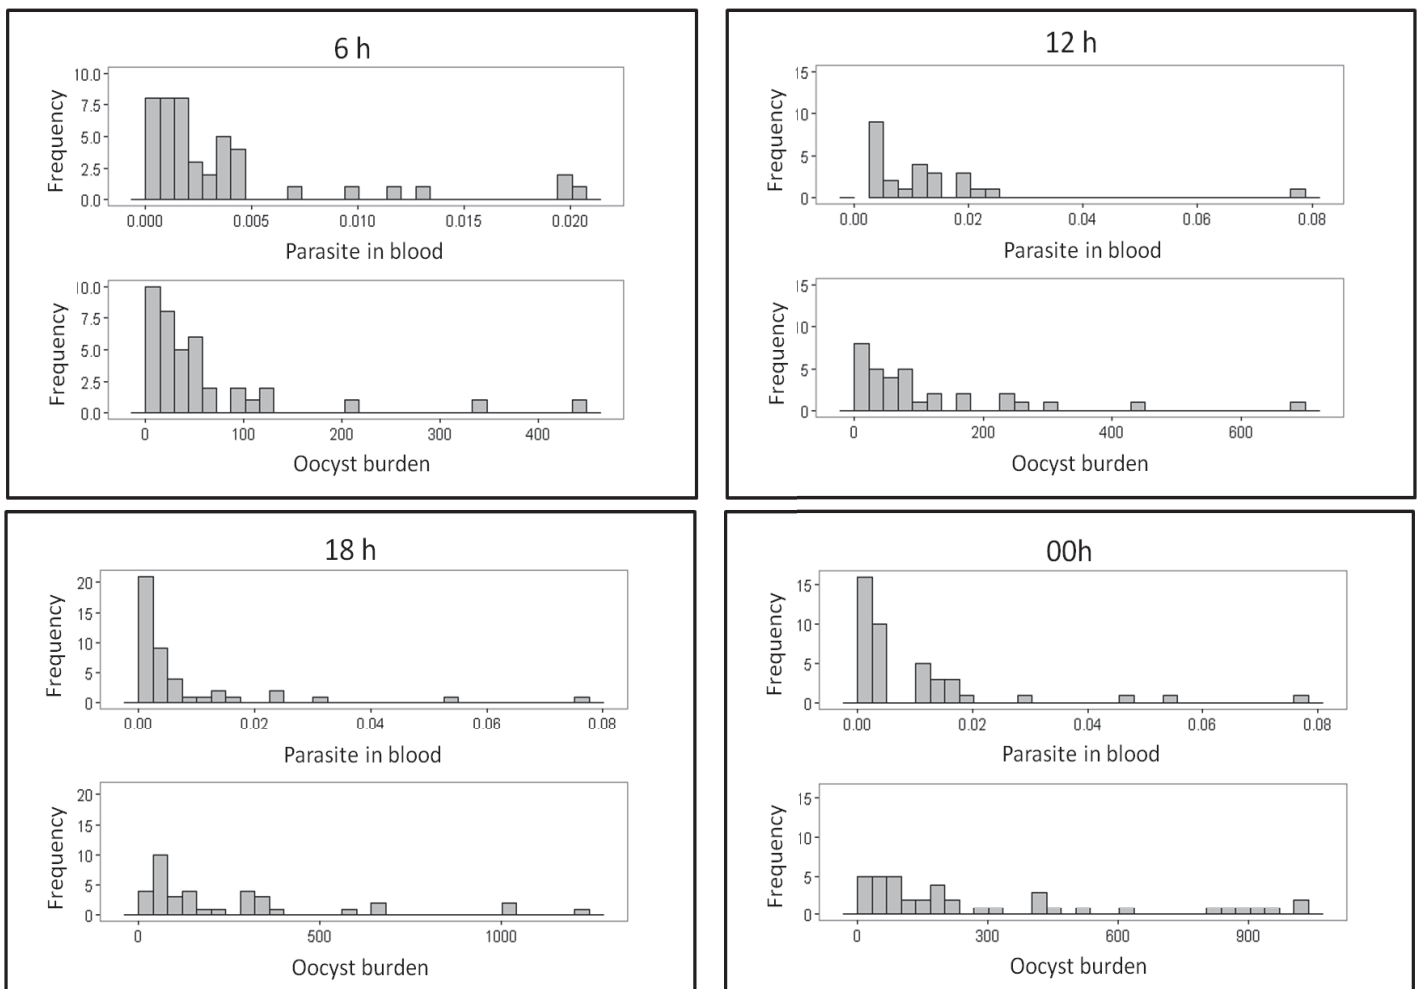 6 h
10.0
7.5
5.0
2.5
0.0
Frequency
0.000 0.005 0.010 0.015 0.020
Parasite in blood
10.0
7.5
5.0
2.5
0.0
Frequency
0 100 200 300 400
Oocyst burden
12 h
15
10
5
0
Frequency
0.00 0.02 0.04 0.06 0.08
Parasite in blood
15
10
5
0
Frequency
0 200 400 600
Oocyst burden
18 h
20
15
10
5
0
Frequency
0.00 0.02 0.04 0.06 0.08
Parasite in blood
20
15
10
5
0
Frequency
0 500 1000
Oocyst burden
00h
15
10
5
0
Frequency
0.00 0.02 0.04 0.06 0.08
Parasite in blood
15
10
5
0
Frequency
0 300 600 900
Oocyst burden